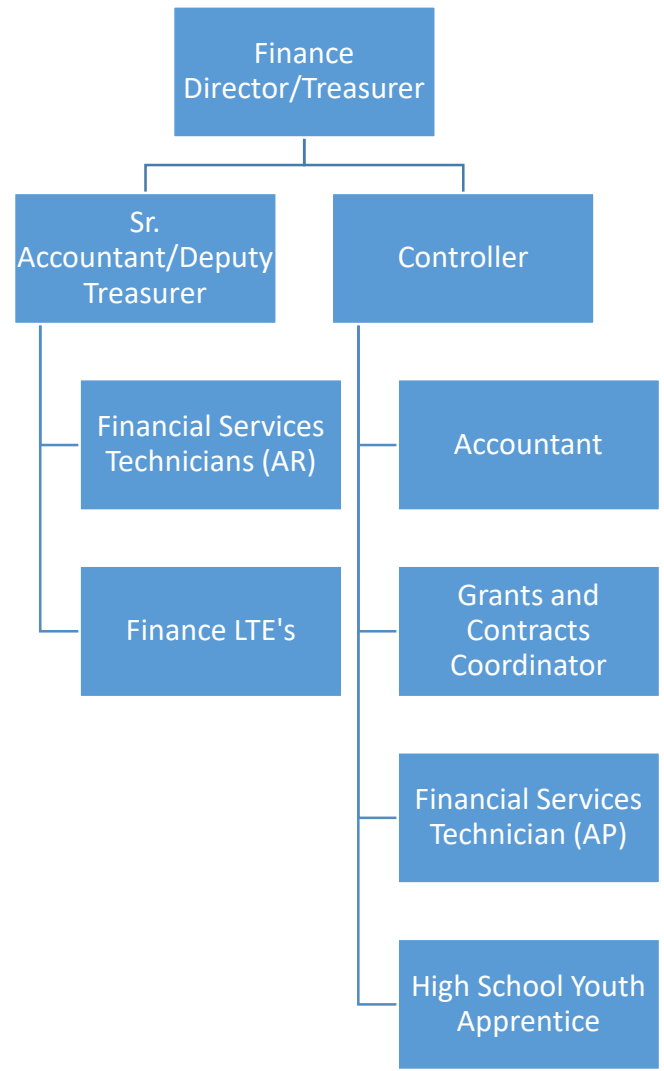 Finance
Director/Treasurer
Sr.
Accountant/Deputy
Treasurer
Controller
Financial Services
Technicians (AR)
Finance LTE's
Accountant
Grants and
Contracts
Coordinator
Financial Services
Technician (AP)
High School Youth
Apprentice